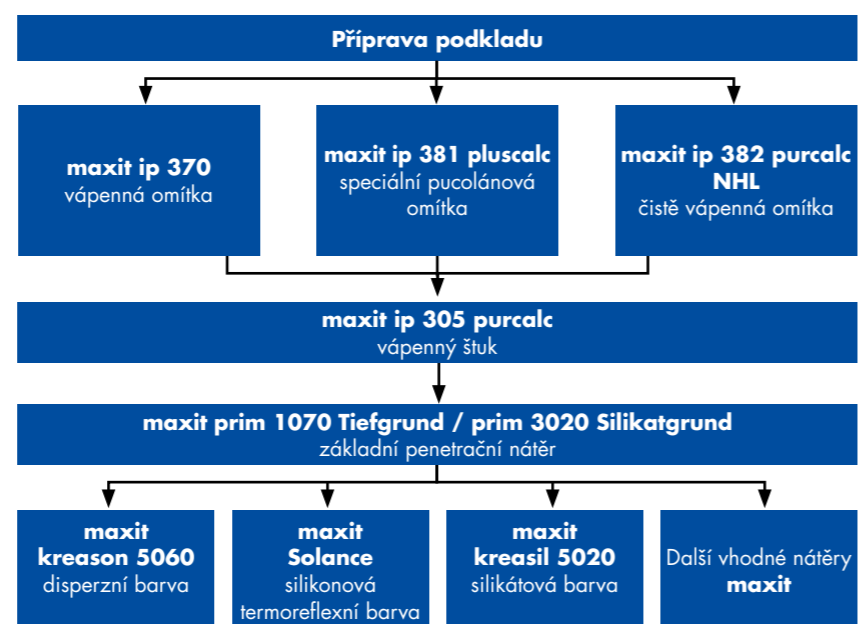 Příprava podkladu
maxit ip 370
vápenná omítka
maxit ip 381 pluscalc
speciální pucolánová
omítka
maxit ip 382 purcalc
NHL
čistě vápenná omítka
maxit ip 305 purcalc
vápenný štuk
maxit prim 1070 Tiefgrund / prim 3020 Silikatgrund
základní penetrační nátěr
maxit
kreason 5060
disperzní barva
maxit
Solance
silikonová
termoreflexní barva
maxit
kreasil 5020
silikátová barva
Další vhodné nátěry
maxit